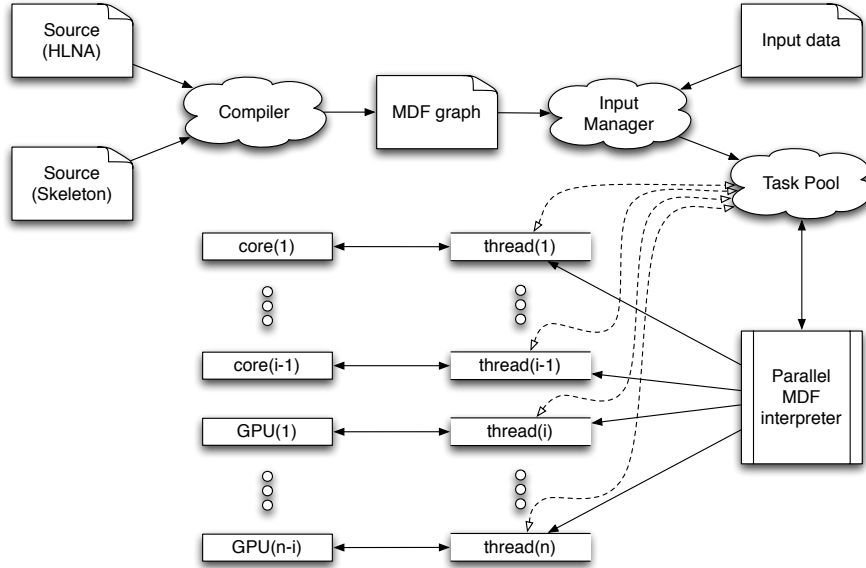 Source
(HLNA)
Input data
Compiler
MDF graph
Input
Manager
Source
(Skeleton)
Task Pool
core(1)
thread(1)
core(i-1)
thread(i-1)
Parallel
MDF
interpreter
GPU(1)
thread(i)
GPU(n-i)
thread(n)